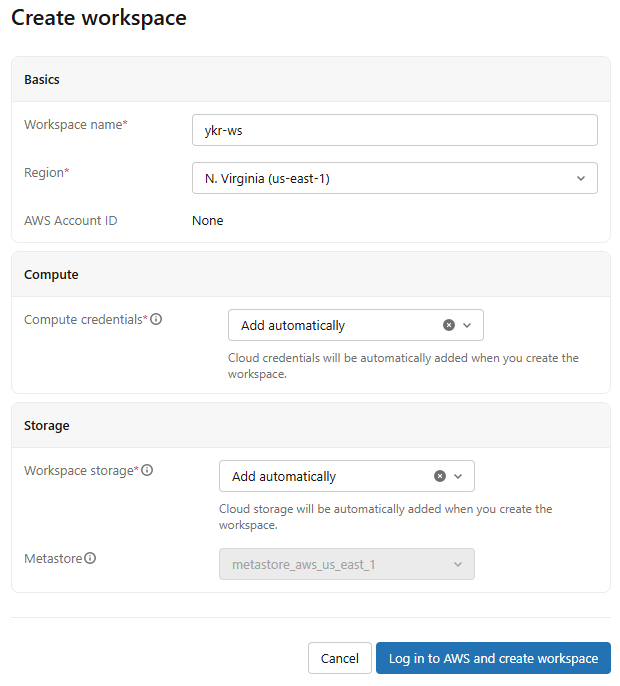 Create workspace
Basics
Workspace name*
ykr-ws
Region*
N. Virginia (us-east-1)
AWS Account ID
None
Compute
Compute credentials*
Add automatically
Cloud credentials will be automatically added when you create the
workspace.
Storage
Workspace storage*
Add automatically
Cloud storage will be automatically added when you create the
workspace.
Metastore
metastore_aws_us_east_1
Cancel
Log in to AWS and create workspace